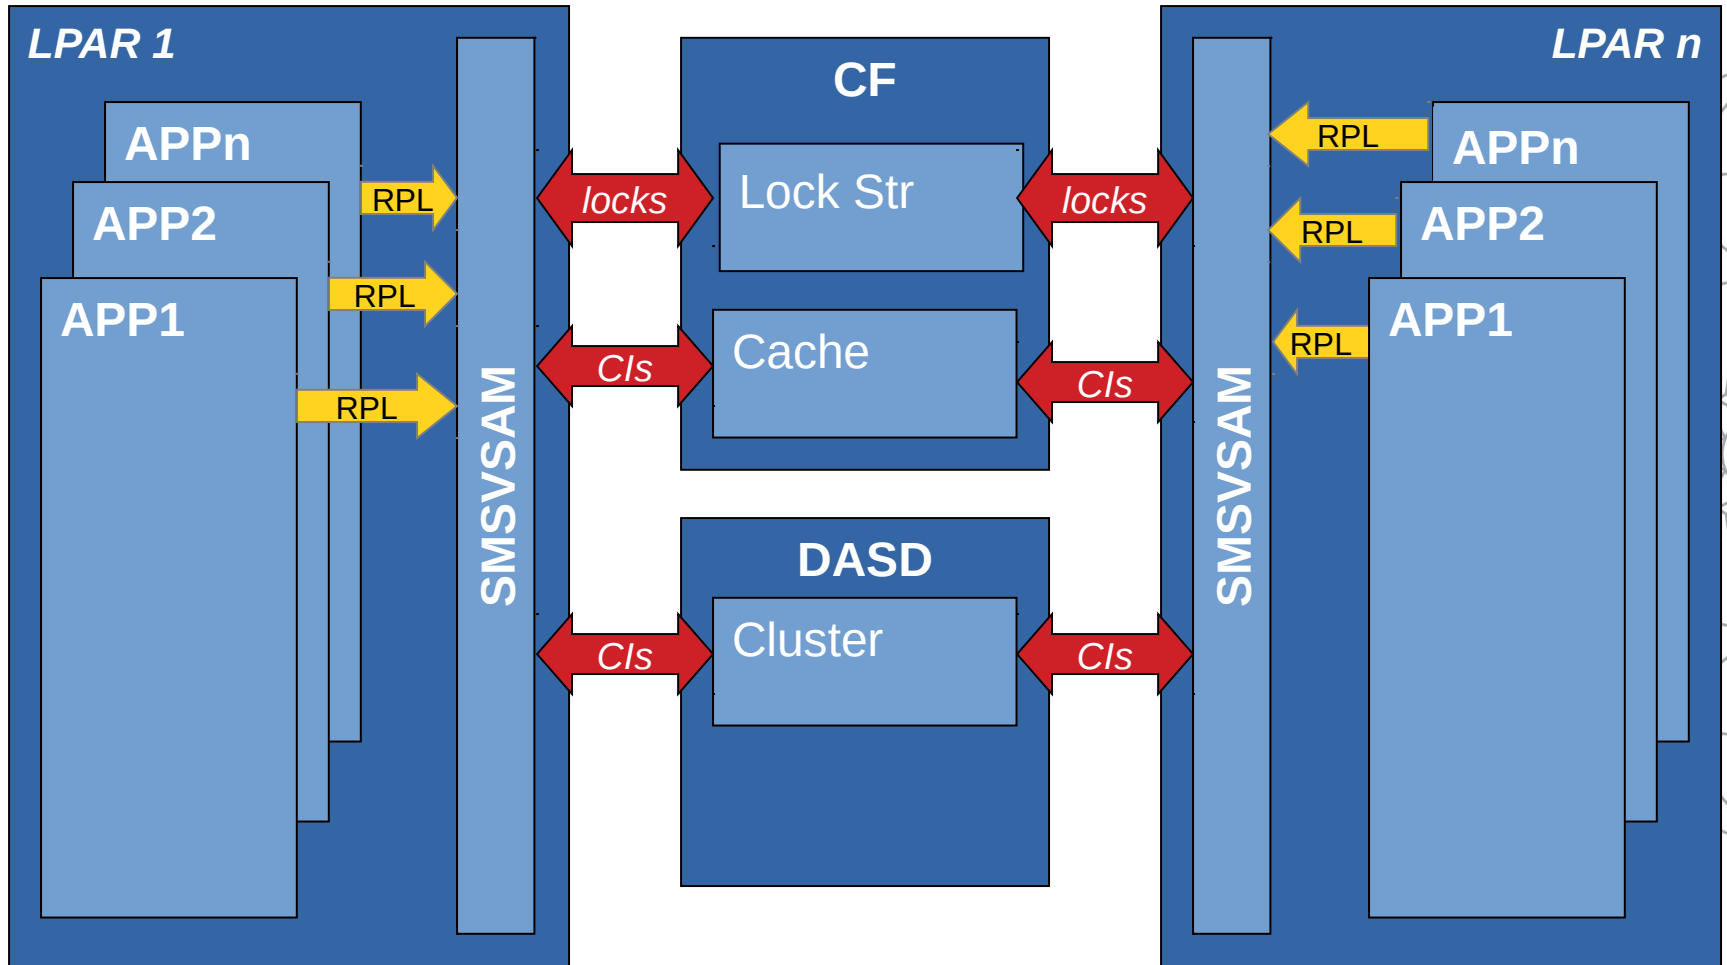 LPAR 1
APPn
APP2
APP1
RPL
RPL
RPL
SMSVSAM
locks
CIs
CIs
CF
Lock Str
Cache
DASD
Cluster
locks
CIs
CIs
SMSVSAM
LPAR n
RPL
RPL
RPL
APPn
APP2
APP1